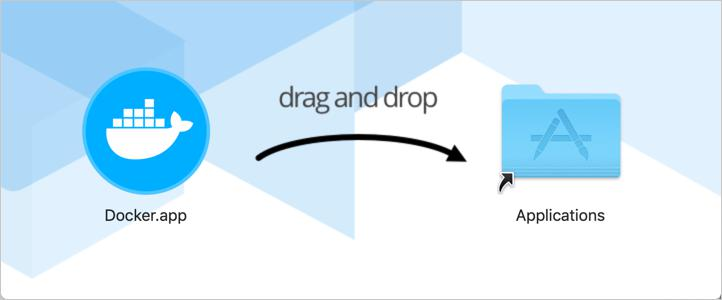 drag and drop
Docker.app
Applications